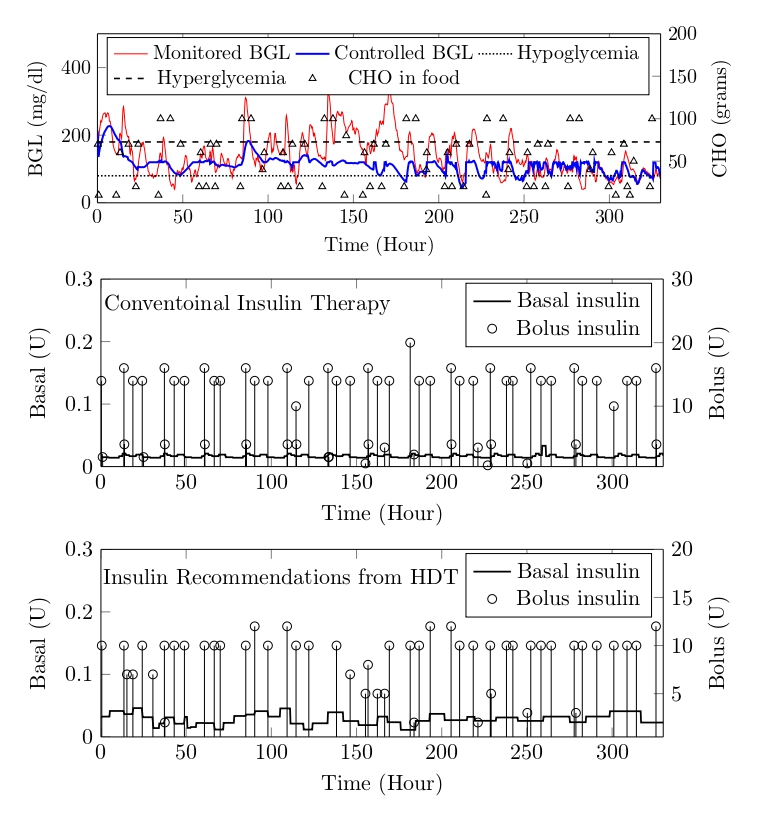 Monitored BGL Controlled BGL Hypoglycemia
Hyperglycemia CHO in food
BGL (mg/dl)
400
200
0
0 50 100 150 200 250 300
Time (Hour)
200
150
100
50
CHO (grams)
Conventoinal Insulin Therapy
Basal insulin
Bolus insulin
Basal (U)
0.3
0.2
0.1
0
0 50 100 150 200 250 300
Time (Hour)
30
20
10
Bolus (U)
Insulin Recommendations from HDT
Basal insulin
Bolus insulin
Basal (U)
0.3
0.2
0.1
0
0 50 100 150 200 250 300
Time (Hour)
20
15
10
5
Bolus (U)